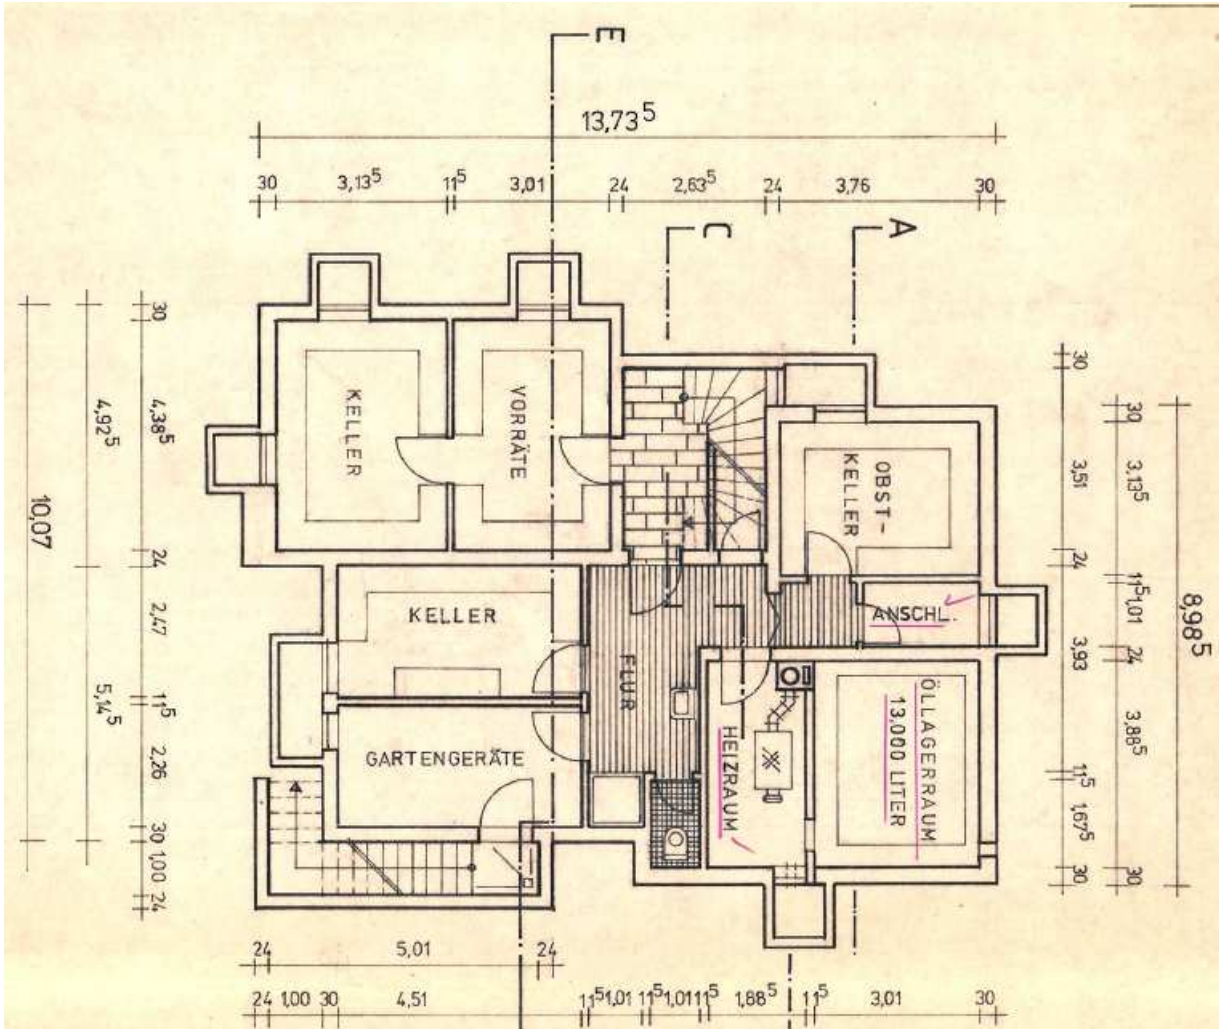 E
13,73⁵
30 3,13⁵ 11⁵ 3,01 24 2,63⁵ 24 3,76 30
C
A
30
4,38⁵
4,92⁵
10,07
24
2,47
11⁵
5,14⁵
2,26
30
1,00
24
KELLER
VORRÄTE
OBST-
KELLER
KELLER
FLUR
ANSCHL.
GARTENGERÄTE
HEIZRAUM
ÖLLAGERRAUM
13.000 LITER
30
30
3,51
3,13⁵
24
11⁵
1,01
8,98⁵
3,93
24
3,88⁵
11⁵
1,67⁵
30
30
24 5,01 24
24 1,00 30 4,51 11⁵ 1,01 11⁵ 1,01 11⁵ 1,88⁵ 11⁵ 3,01 30